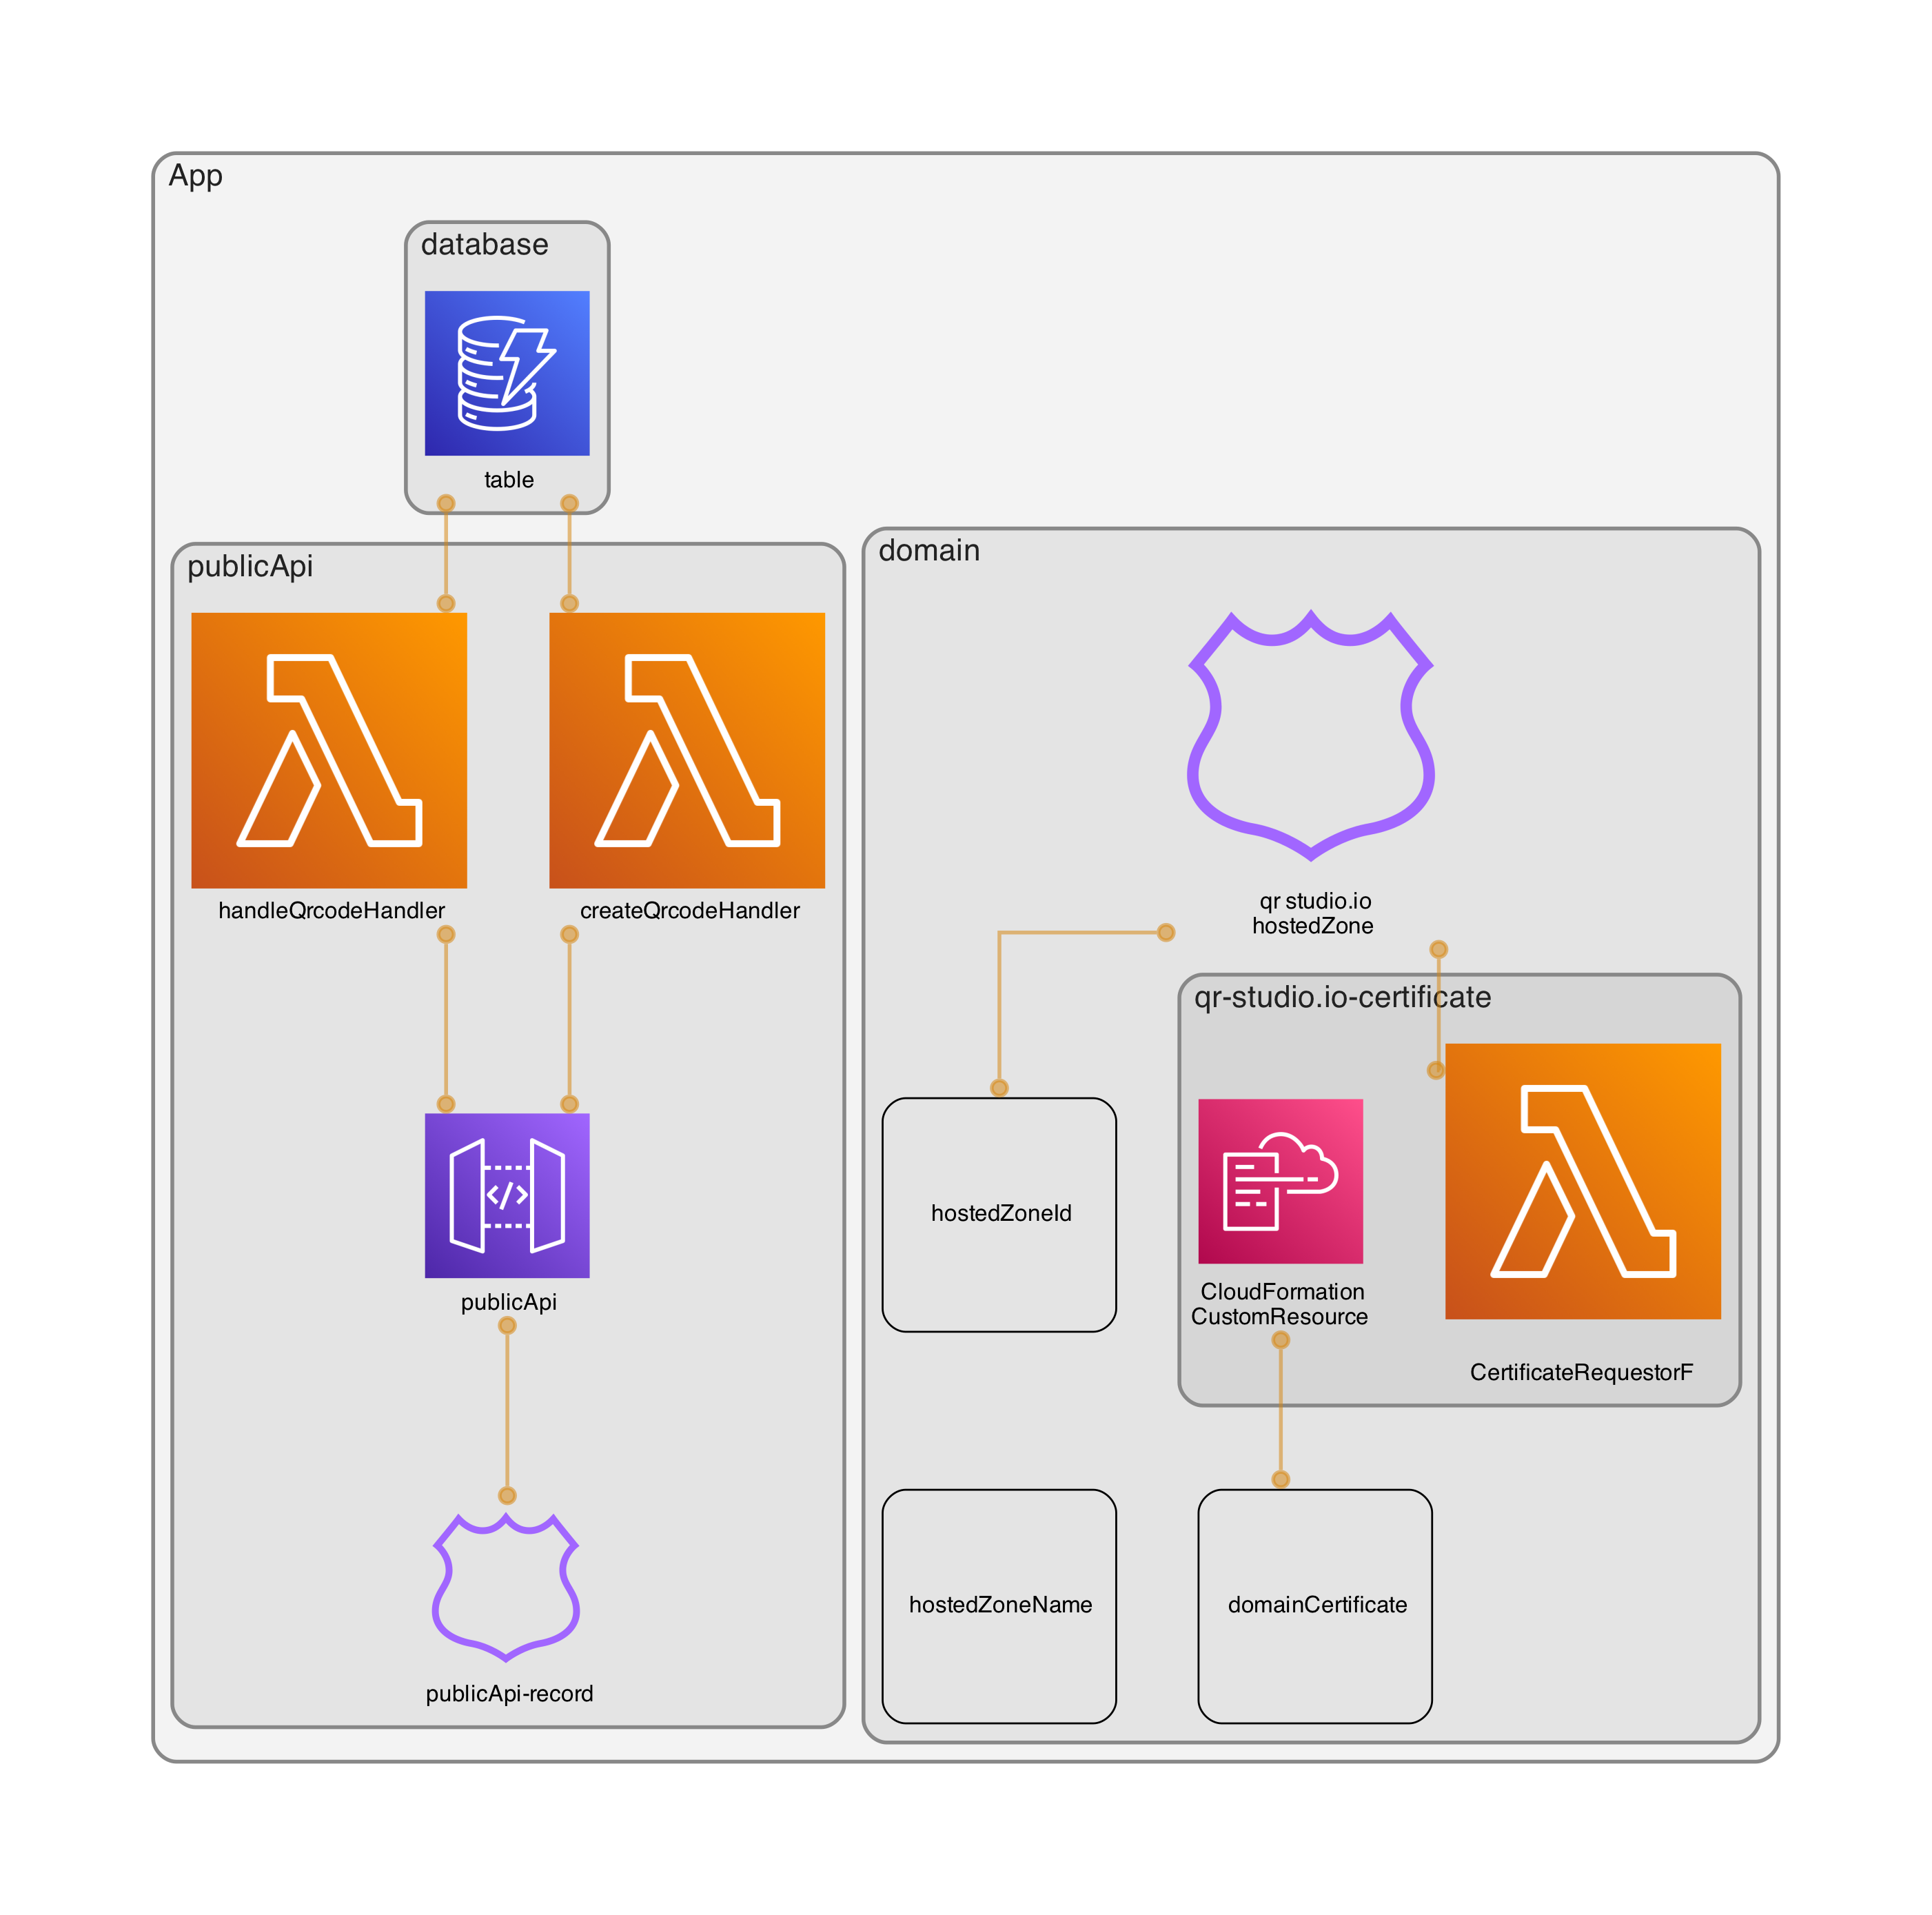 App
database
table
publicApi
handleQrcodeHandler
createQrcodeHandler
publicApi
publicApi-record
domain
qr studio.io
hostedZone
qr-studio.io-certificate
hostedZoneId
CloudFormation
CustomResource
CertificateRequestorF
hostedZoneName
domainCertificate